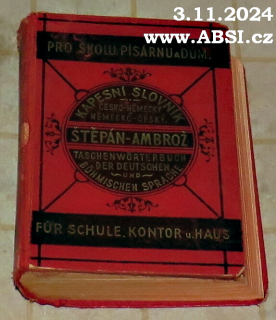 3.11.2024
www.ABSI.cz
PRO ŠKOLU, PÍSÁRNU A DŮM.
KAPESNÍ SLOVNÍK
ČESKO-NĚMECKÝ
NĚMECKO-ČESKÝ
ŠTĚPÁN-AMBROŽ
TASCHENWÖRTERBUCH
DER DEUTSCHEN
UND
BÖHMISCHEN SPRACHE
FÜR SCHULE, KONTOR u. HAUS